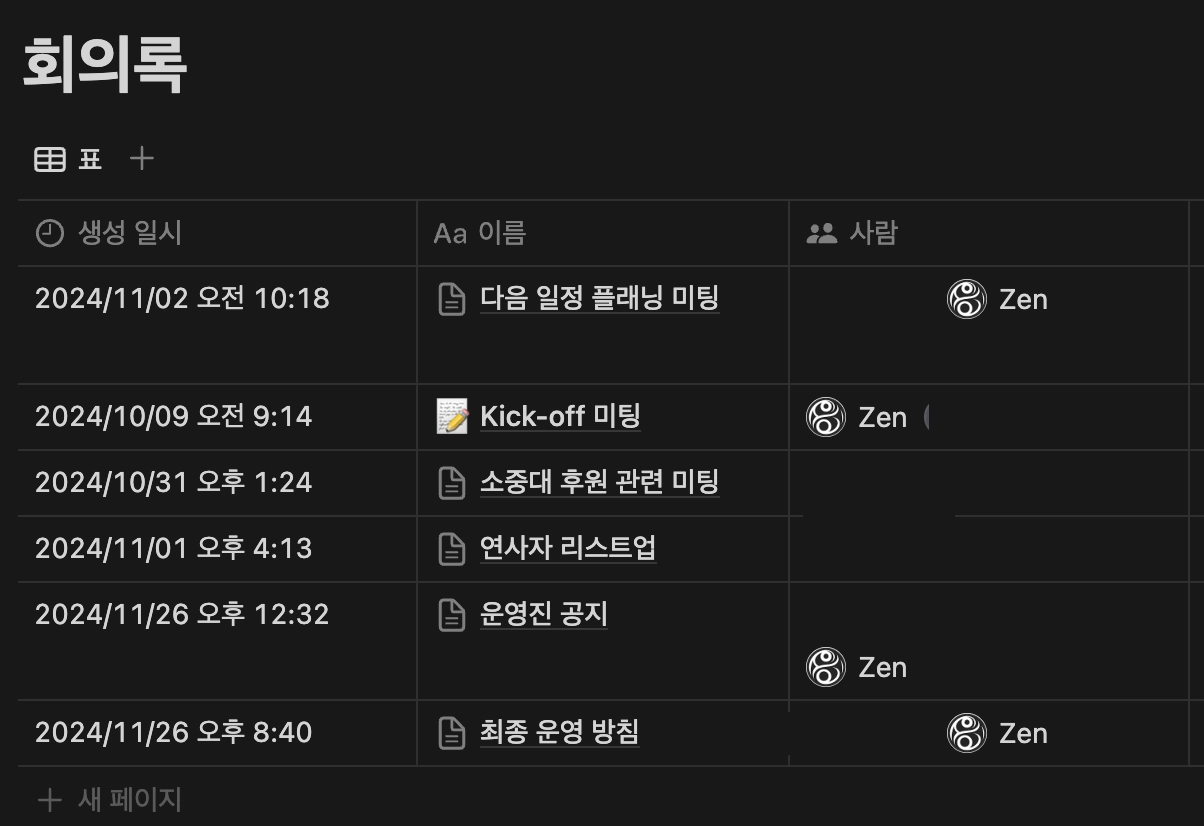 회의록
표
생성 일시 Aa 이름 사람
2024/11/02 오전 10:18 다음 일정 플래닝 미팅 Zen
2024/10/09 오전 9:14 Kick-off 미팅 Zen (
2024/10/31 오후 1:24 소중대 후원 관련 미팅
2024/11/01 오후 4:13 연사자 리스트업
2024/11/26 오후 12:32 운영진 공지
Zen
2024/11/26 오후 8:40 최종 운영 방침 Zen
새 페이지